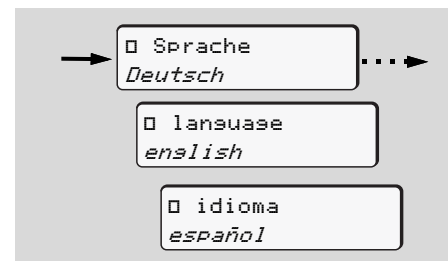 □ Sprache
Deutsch
□ language
english
□ idioma
español